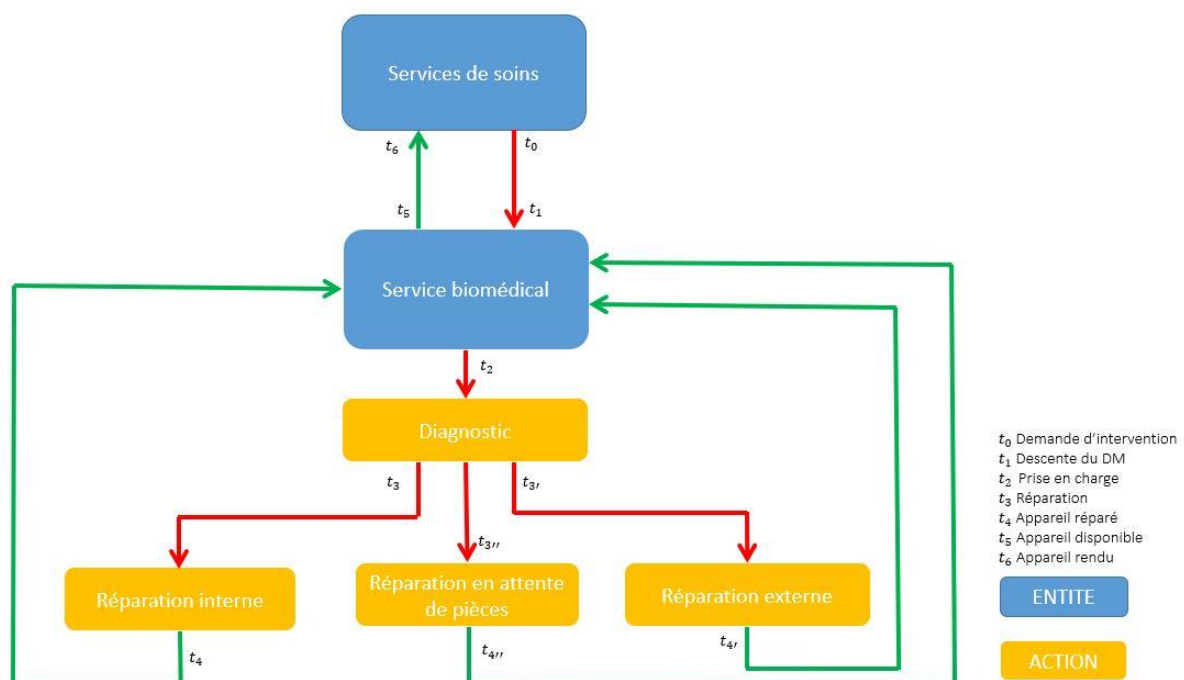 Services de soins
t₆
t₀
t₅
t₁
Service biomédical
t₂
Diagnostic
t₃
t₃′
t₃′′
Réparation interne
Réparation en attente
de pièces
Réparation externe
t₄
t₄′′
t₄′
t₀ Demande d'intervention
t₁ Descente du DM
t₂ Prise en charge
t₃ Réparation
t₄ Appareil réparé
t₅ Appareil disponible
t₆ Appareil rendu
ENTITE
ACTION